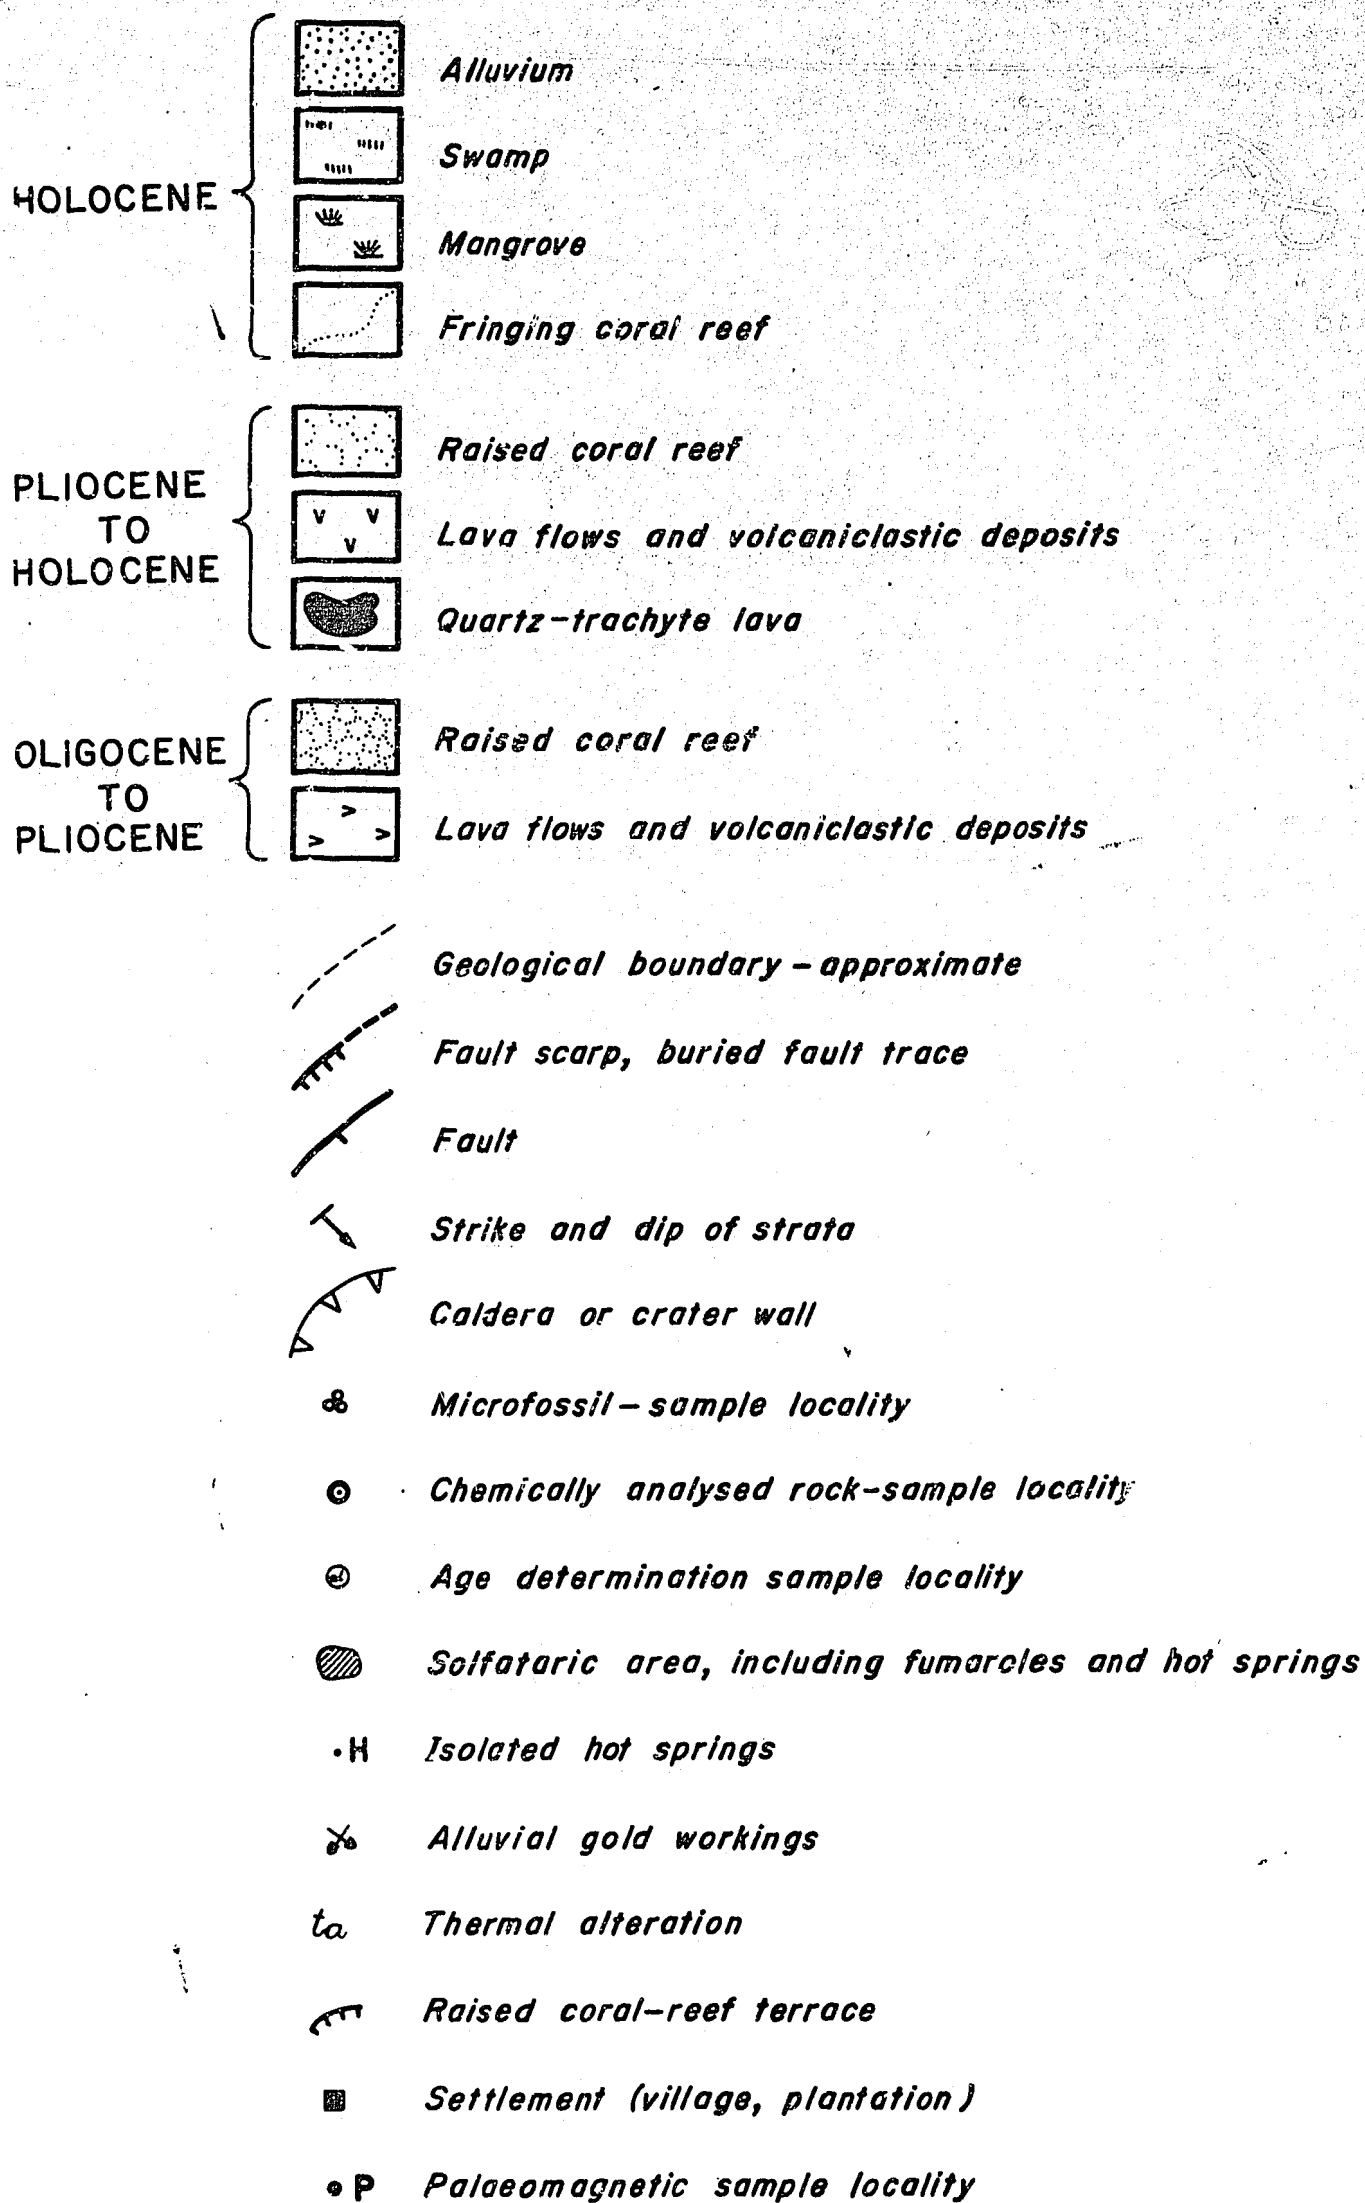 HOLOCENE
Alluvium
Swamp
Mangrove
Fringing coral reef
PLIOCENE
TO
HOLOCENE
Raised coral reef
Lava flows and volcaniclastic deposits
Quartz-trachyte lava
OLIGOCENE
TO
PLIOCENE
Raised coral reef
Lava flows and volcaniclastic deposits
Geological boundary – approximate
Fault scarp, buried fault trace
Fault
Strike and dip of strata
Caldera or crater wall
Microfossil – sample locality
Chemically analysed rock-sample locality
Age determination sample locality
Solfataric area, including fumaroles and hot springs
•H Isolated hot springs
Alluvial gold workings
ta Thermal alteration
Raised coral-reef terrace
Settlement (village, plantation)
•P Palaeomagnetic sample locality